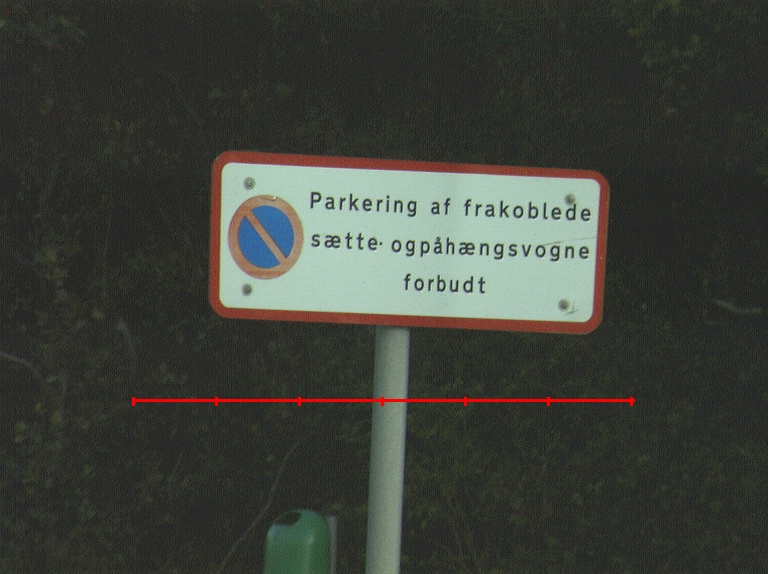 Parkering af frakoblede
sætte- ogpåhængsvogne
forbudt